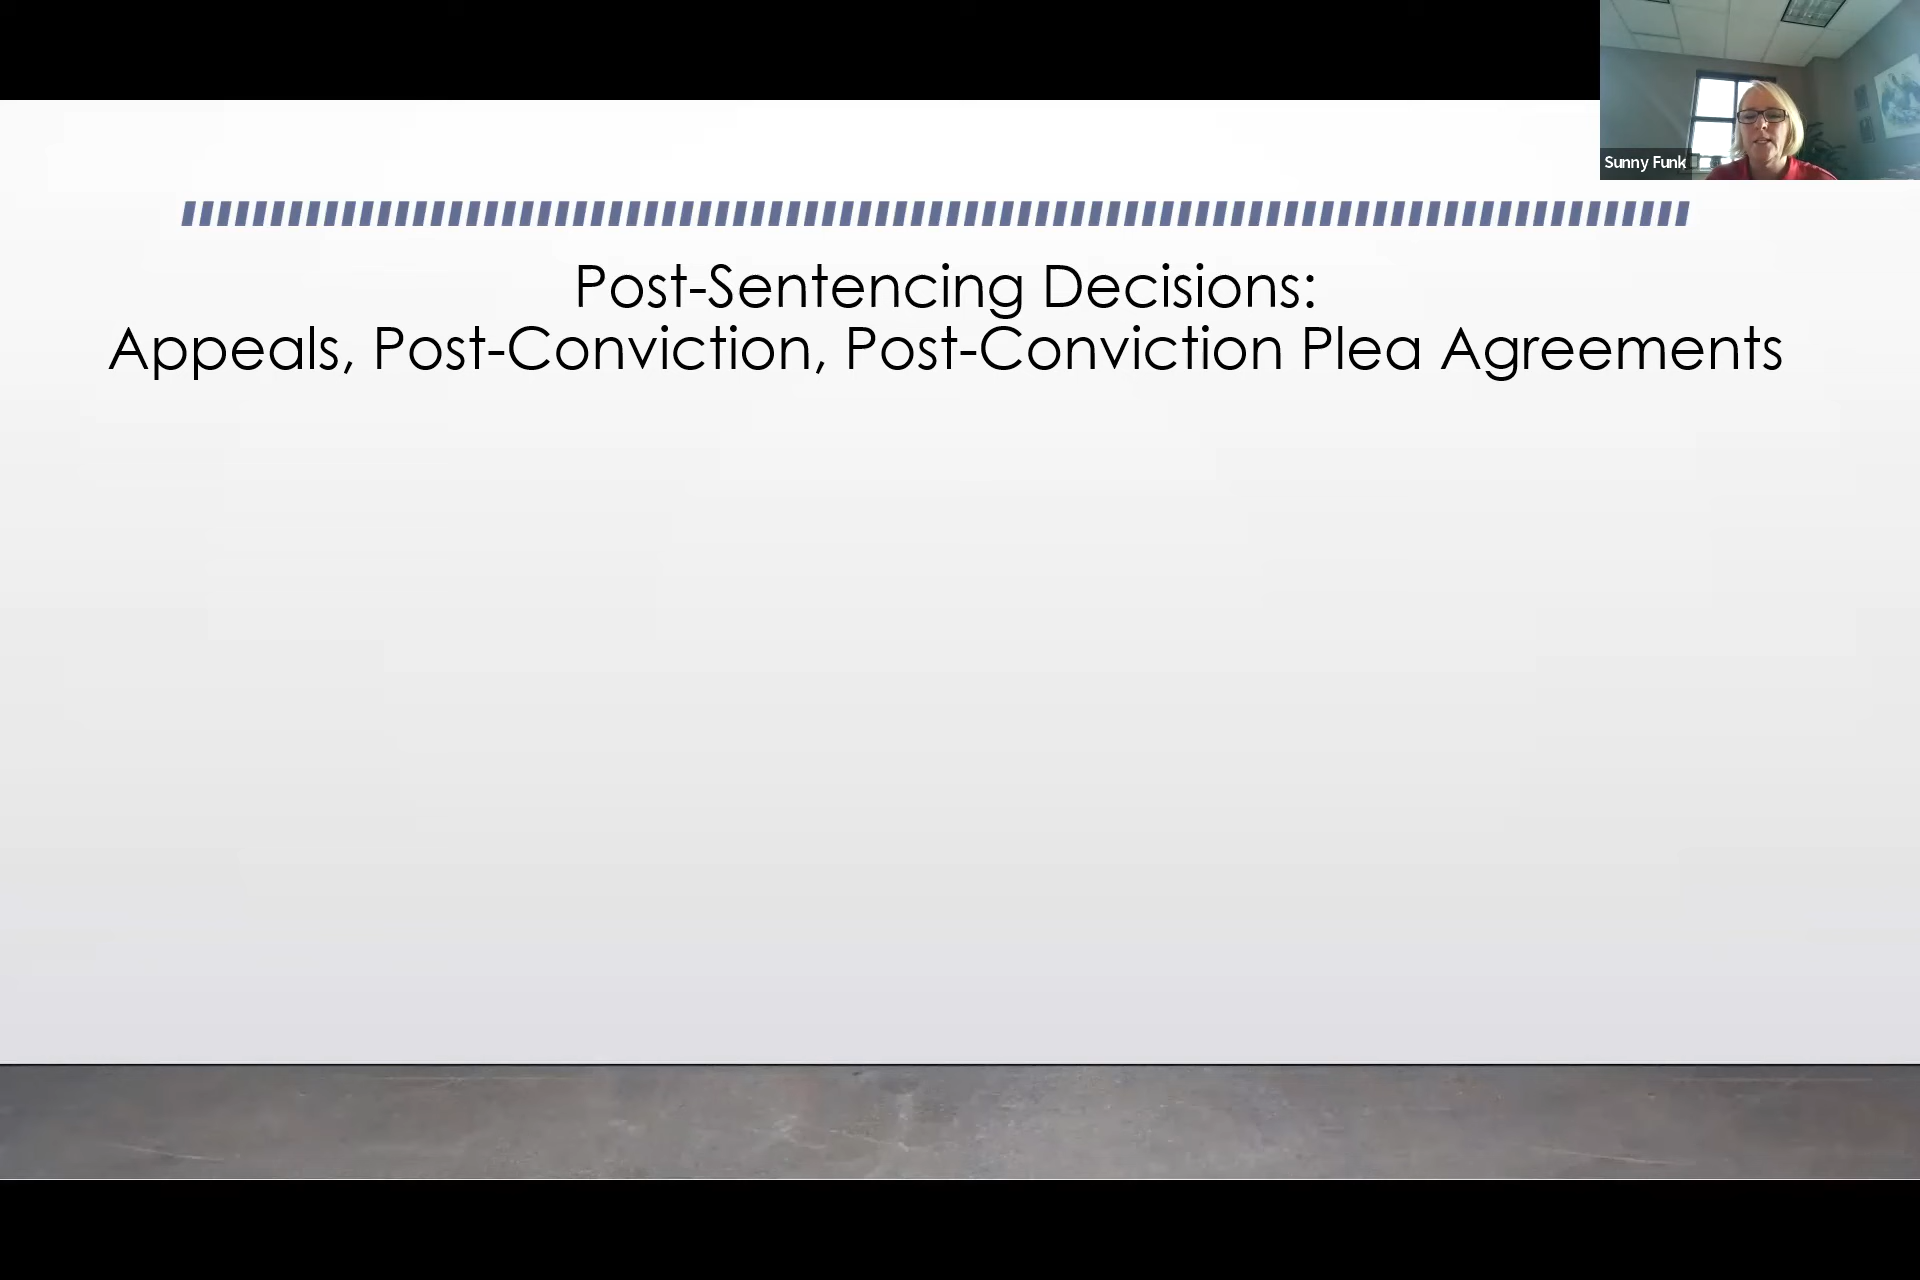 Sunny Funk
Post-Sentencing Decisions:
Appeals, Post-Conviction, Post-Conviction Plea Agreements